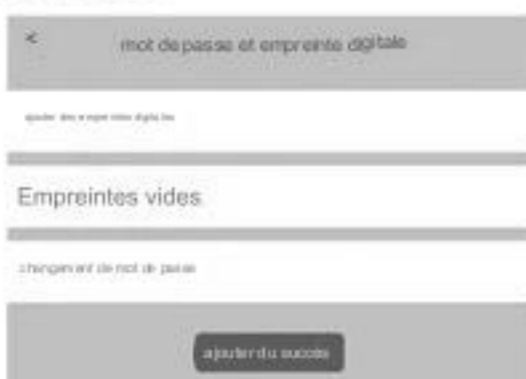 <
mot de passe et empreinte digitale
ajouter des empreintes digitales
Empreintes vides
changement de mot de passe
ajouter du succès